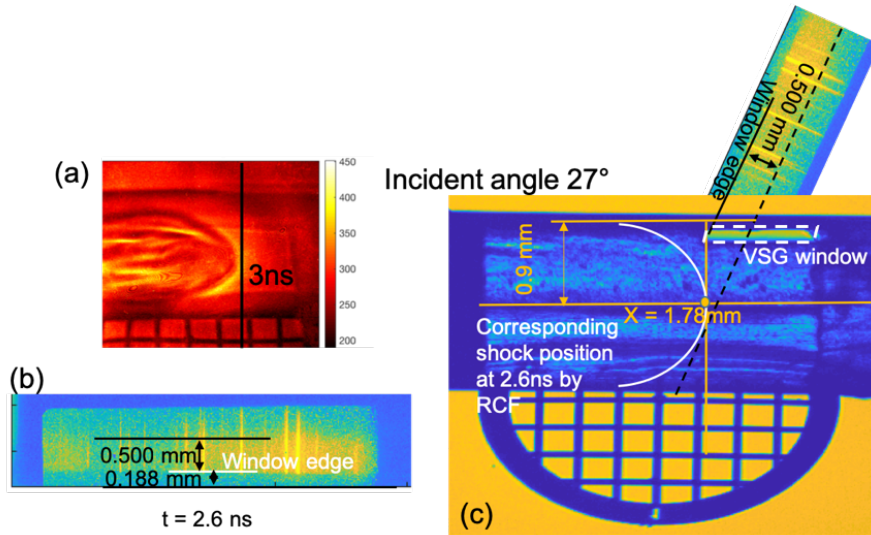 (a)
450
400
350
300
250
200
3ns
Incident angle 27°
Window edge
0.500 mm
0.9 mm
VSG window
X = 1.78mm
Corresponding
shock position
at 2.6ns by
RCF
(b)
0.500 mm
Window edge
0.188 mm
t = 2.6 ns
(c)